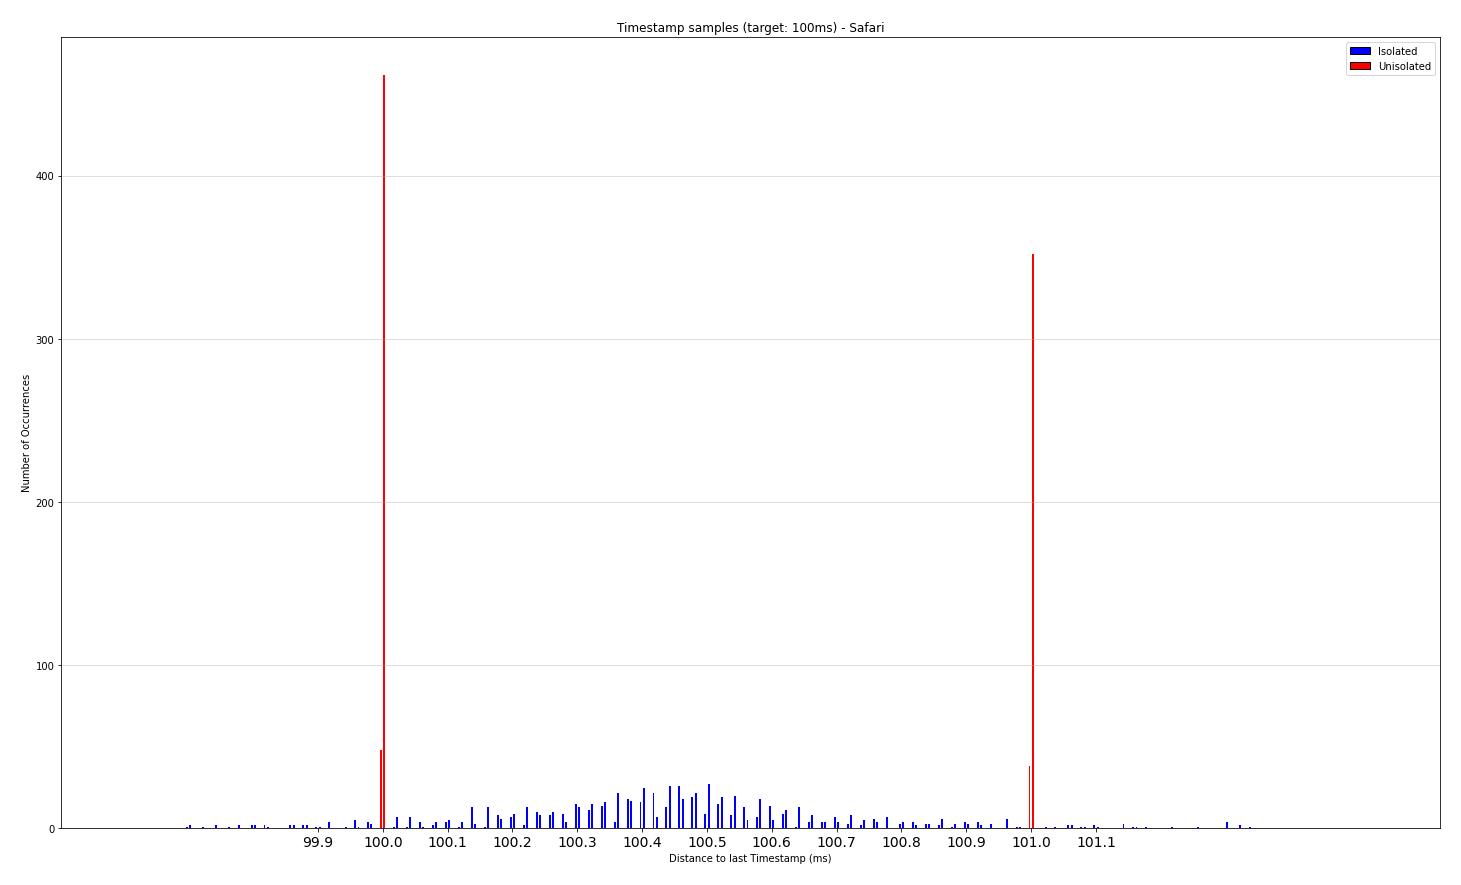 Timestamp samples (target: 100ms) - Safari
Isolated
Unisolated
Number of Occurrences
400
300
200
100
0
99.9 100.0 100.1 100.2 100.3 100.4 100.5 100.6 100.7 100.8 100.9 101.0 101.1
Distance to last Timestamp (ms)